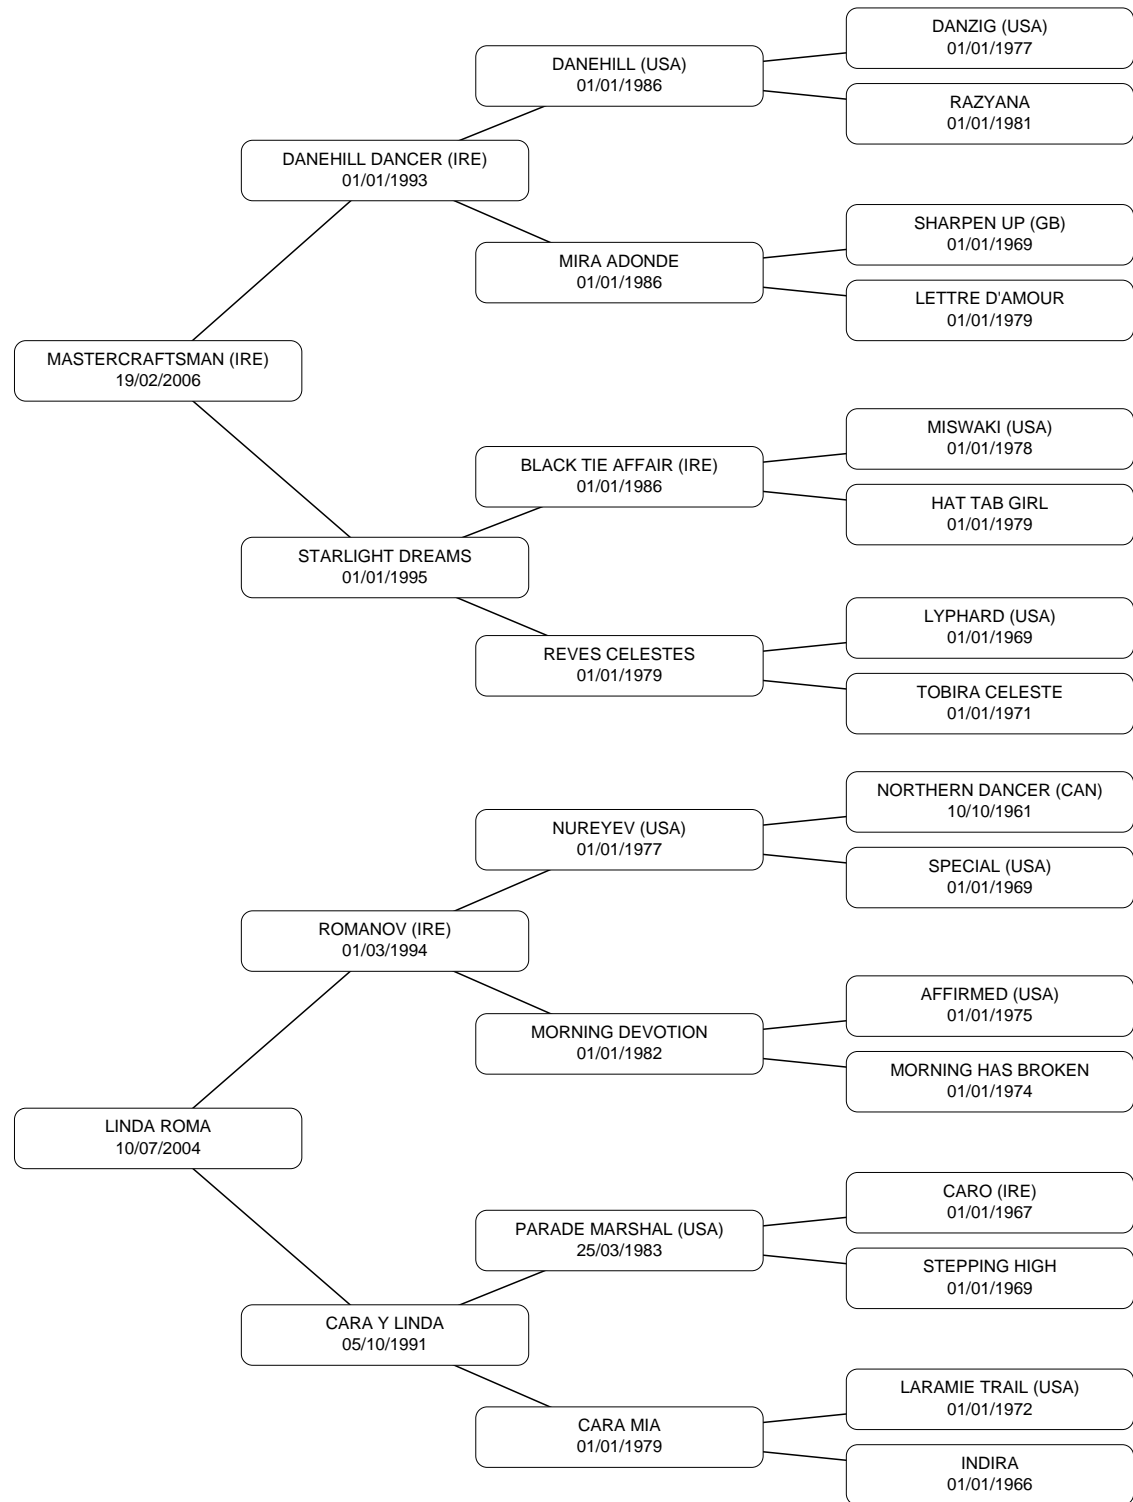 DANZIG (USA)
01/01/1977
DANEHILL (USA)
01/01/1986
RAZYANA
01/01/1981
DANEHILL DANCER (IRE)
01/01/1993
SHARPEN UP (GB)
01/01/1969
MIRA ADONDE
01/01/1986
LETTRE D'AMOUR
01/01/1979
MASTERCRAFTSMAN (IRE)
19/02/2006
MISWAKI (USA)
01/01/1978
BLACK TIE AFFAIR (IRE)
01/01/1986
HAT TAB GIRL
01/01/1979
STARLIGHT DREAMS
01/01/1995
LYPHARD (USA)
01/01/1969
REVES CELESTES
01/01/1979
TOBIRA CELESTE
01/01/1971
NORTHERN DANCER (CAN)
10/10/1961
NUREYEV (USA)
01/01/1977
SPECIAL (USA)
01/01/1969
ROMANOV (IRE)
01/03/1994
AFFIRMED (USA)
01/01/1975
MORNING DEVOTION
01/01/1982
MORNING HAS BROKEN
01/01/1974
LINDA ROMA
10/07/2004
CARO (IRE)
01/01/1967
PARADE MARSHAL (USA)
25/03/1983
STEPPING HIGH
01/01/1969
CARA Y LINDA
05/10/1991
LARAMIE TRAIL (USA)
01/01/1972
CARA MIA
01/01/1979
INDIRA
01/01/1966